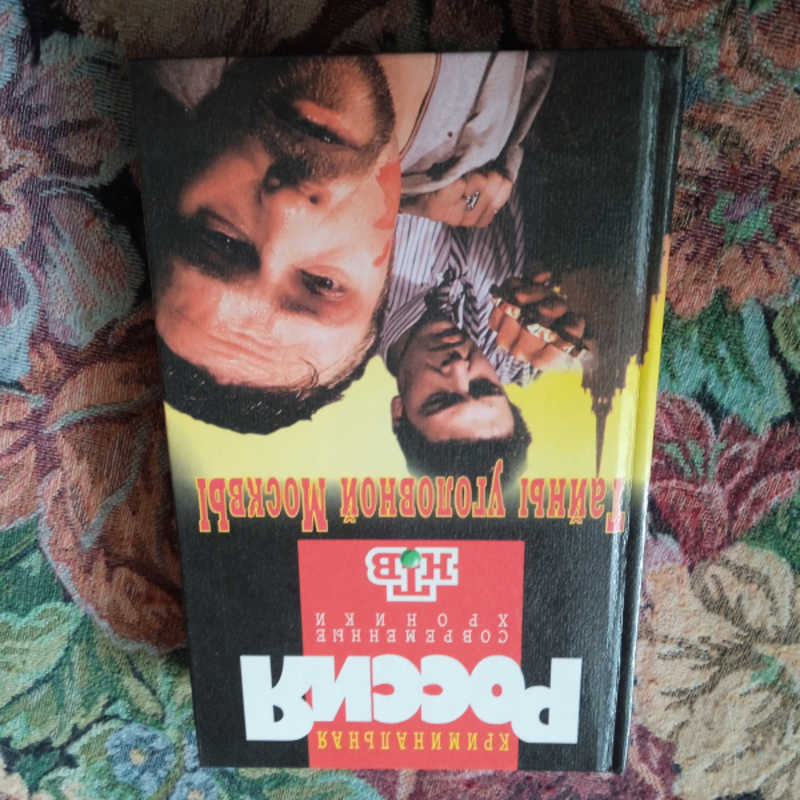 КРИМИНАЛЬНАЯ
РОССИЯ
СОВРЕМЕННЫЕ
ХРОНИКИ
НТВ
ТАЙНЫ УГОЛОВНОЙ МОСКВЫ